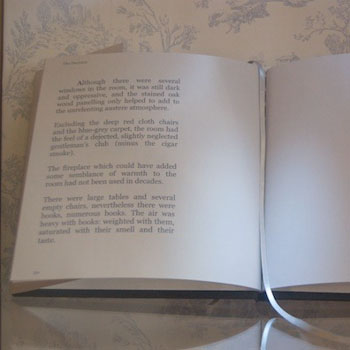 Although there were several
windows in the room, it was still dark
and oppressive, and the stained oak
wood panelling only helped to add to
the unrelenting austere atmosphere.
Excluding the deep red cloth chairs
and the blue-grey carpet, the room had
the feel of a dejected, slightly neglected
gentleman's club (minus the cigar
smoke).
The fireplace which could have added
some semblance of warmth to the
room had not been used in decades.
There were large tables and several
empty chairs, nevertheless there were
books, numerous books. The air was
heavy with books: weighted with them,
saturated with their smell and their
taste.